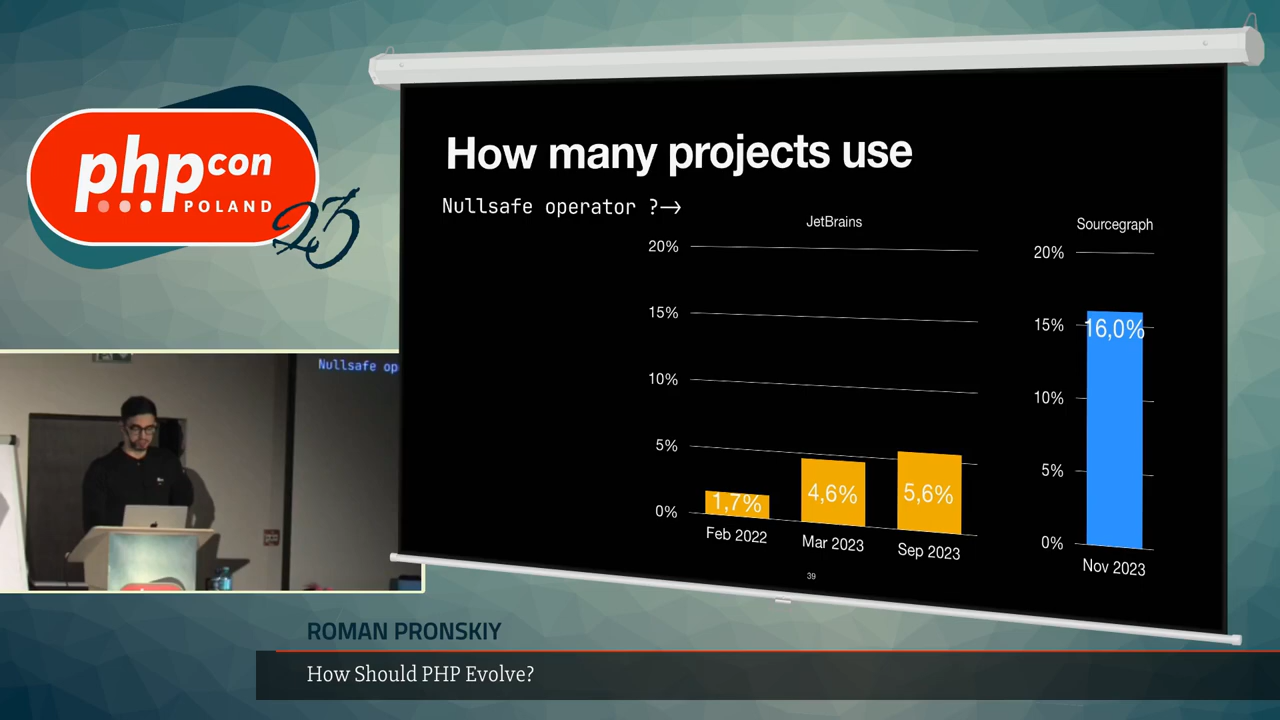 phpcon
POLAND
23
How many projects use
Nullsafe operator ?→
JetBrains
20%
15%
10%
5%
0%
1,7%
4,6%
5,6%
Feb 2022
Mar 2023
Sep 2023
Sourcegraph
20%
15%
10%
5%
0%
16,0%
Nov 2023
39
Nullsafe op
ROMAN PRONSKIY
How Should PHP Evolve?